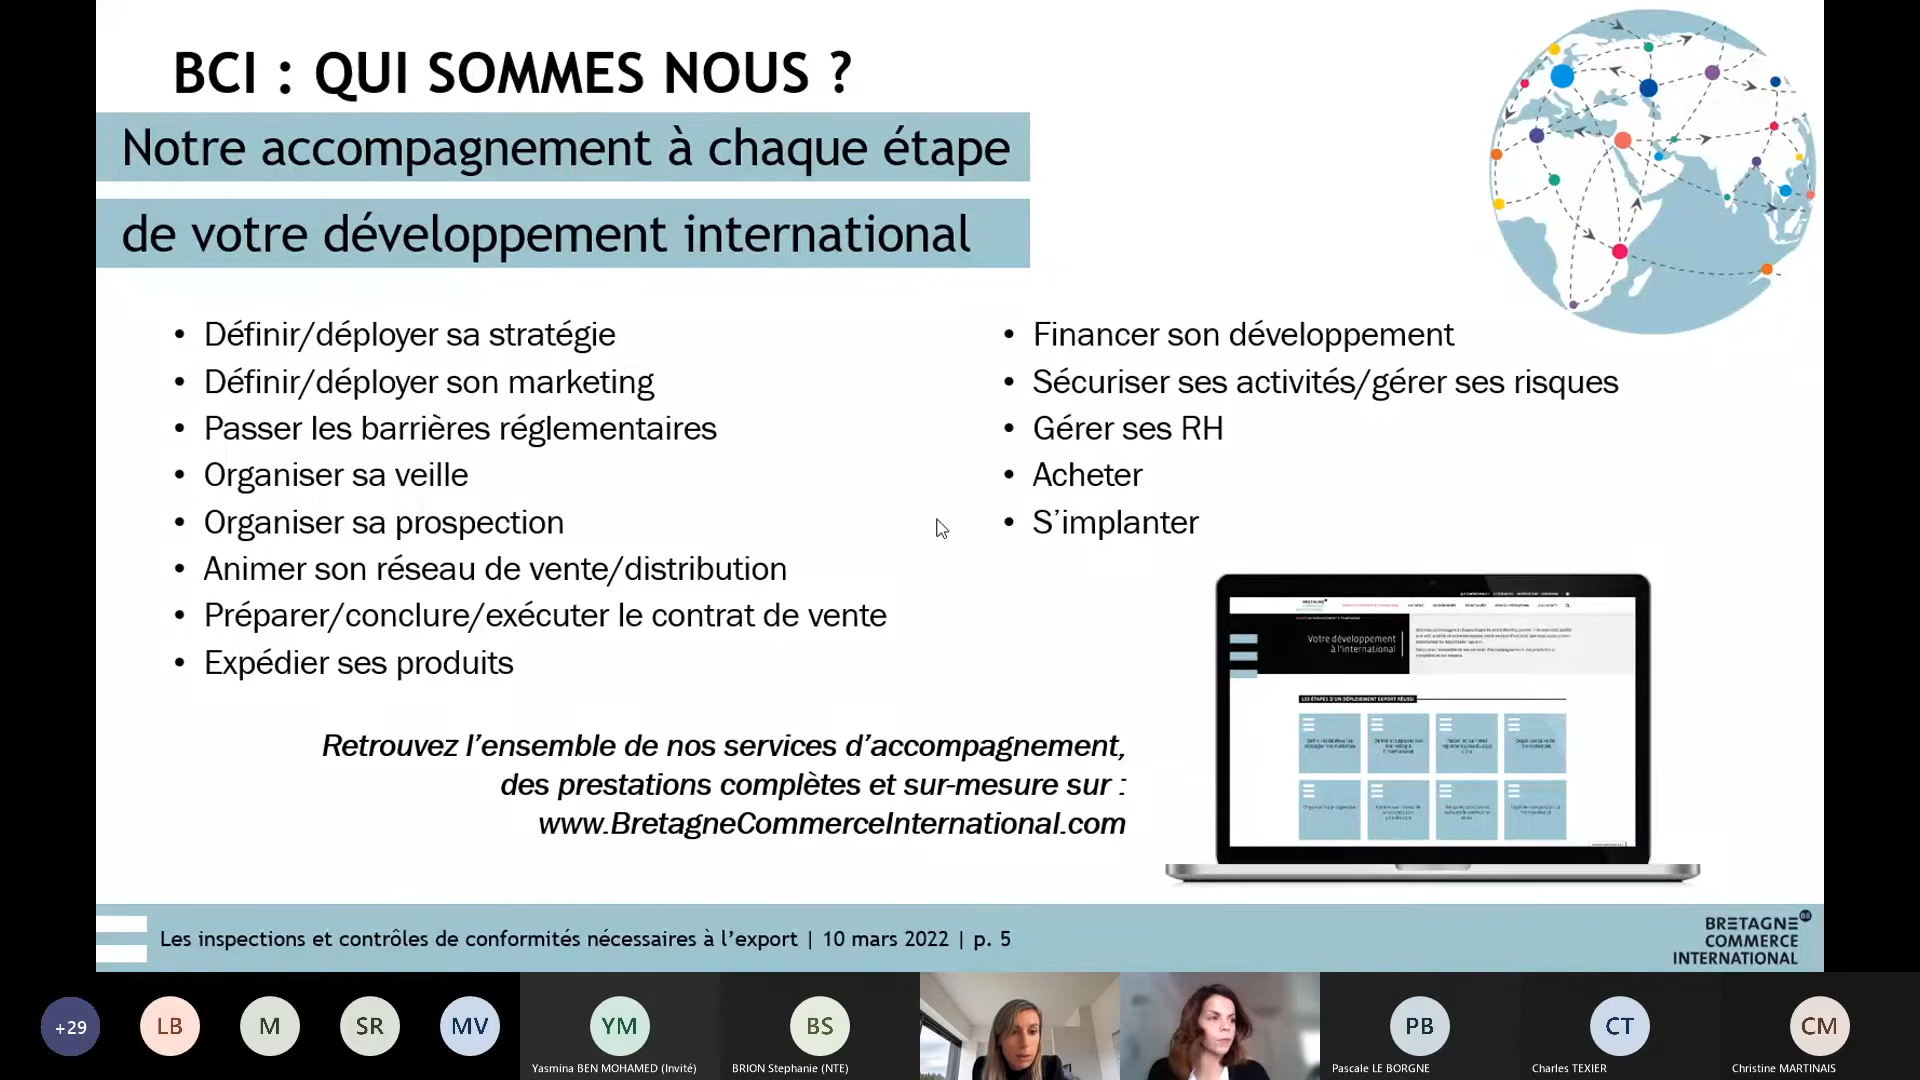 BCI : QUI SOMMES NOUS ?
Notre accompagnement à chaque étape
de votre développement international
• Définir/déployer sa stratégie
• Définir/déployer son marketing
• Passer les barrières réglementaires
• Organiser sa veille
• Organiser sa prospection
• Animer son réseau de vente/distribution
• Préparer/conclure/exécuter le contrat de vente
• Expédier ses produits
• Financer son développement
• Sécuriser ses activités/gérer ses risques
• Gérer ses RH
• Acheter
• S’implanter
Votre développement
à l'international
LES ÉTAPES D'UN DÉPLOIEMENT EXPORT RÉUSSI
Retrouvez l’ensemble de nos services d’accompagnement,
des prestations complètes et sur-mesure sur :
www.BretagneCommerceInternational.com
Les inspections et contrôles de conformités nécessaires à l’export | 10 mars 2022 | p. 5
BRETAGNE
COMMERCE
INTERNATIONAL
+29
LB
M
SR
MV
YM
Yasmina BEN MOHAMED (Invité)
BS
BRION Stephanie (NTE)
PB
Pascale LE BORGNE
CT
Charles TEXIER
CM
Christine MARTINAIS